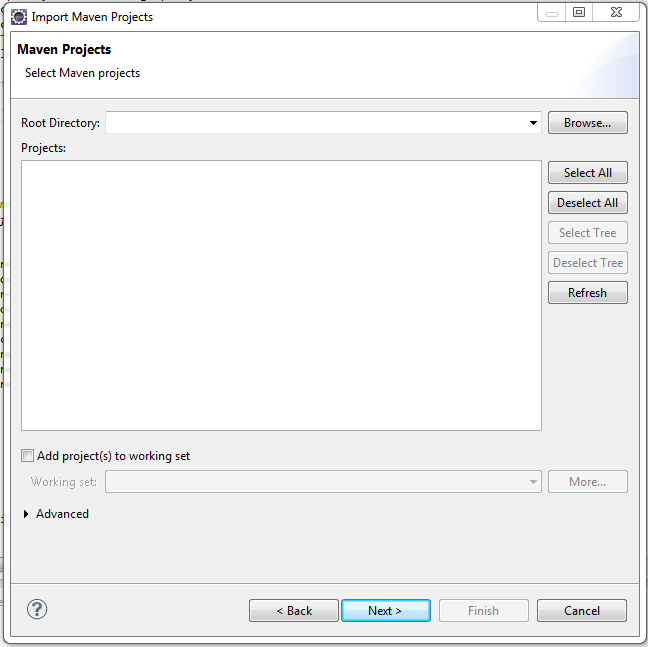 Import Maven Projects
Maven Projects
Select Maven projects
Root Directory: Browse...
Projects:
Select All
Deselect All
Select Tree
Deselect Tree
Refresh
Add project(s) to working set
Working set: More...
Advanced
? < Back Next > Finish Cancel